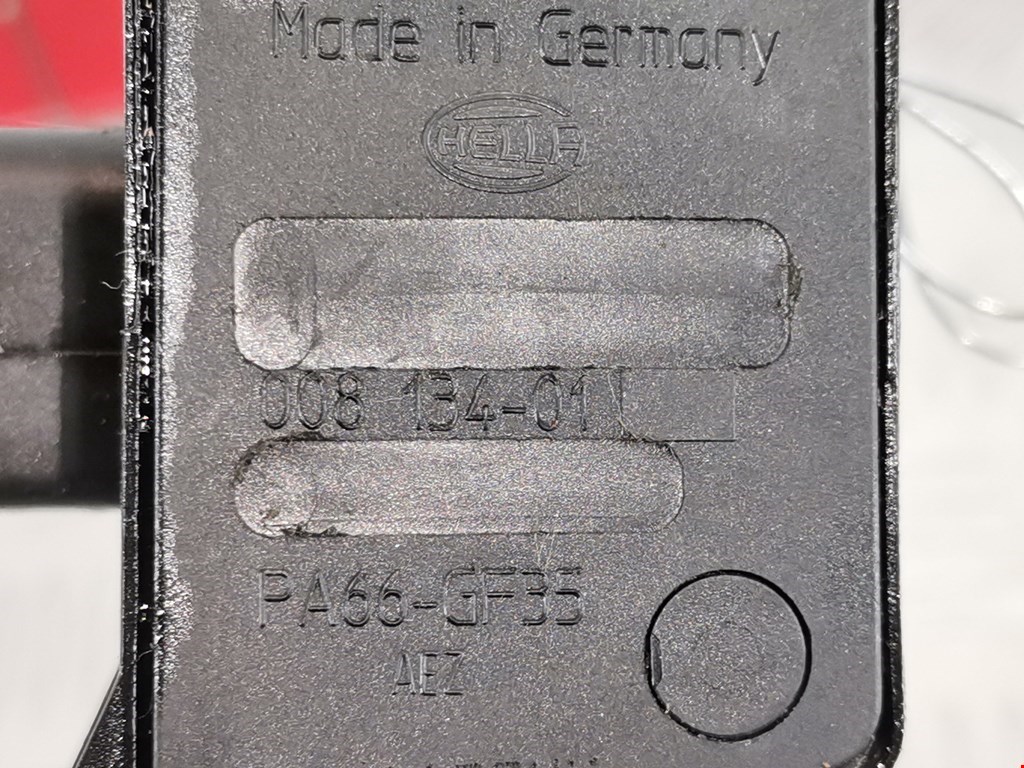 Made in Germany
HELLA
008 134-01
PA66-GF35
AEZ